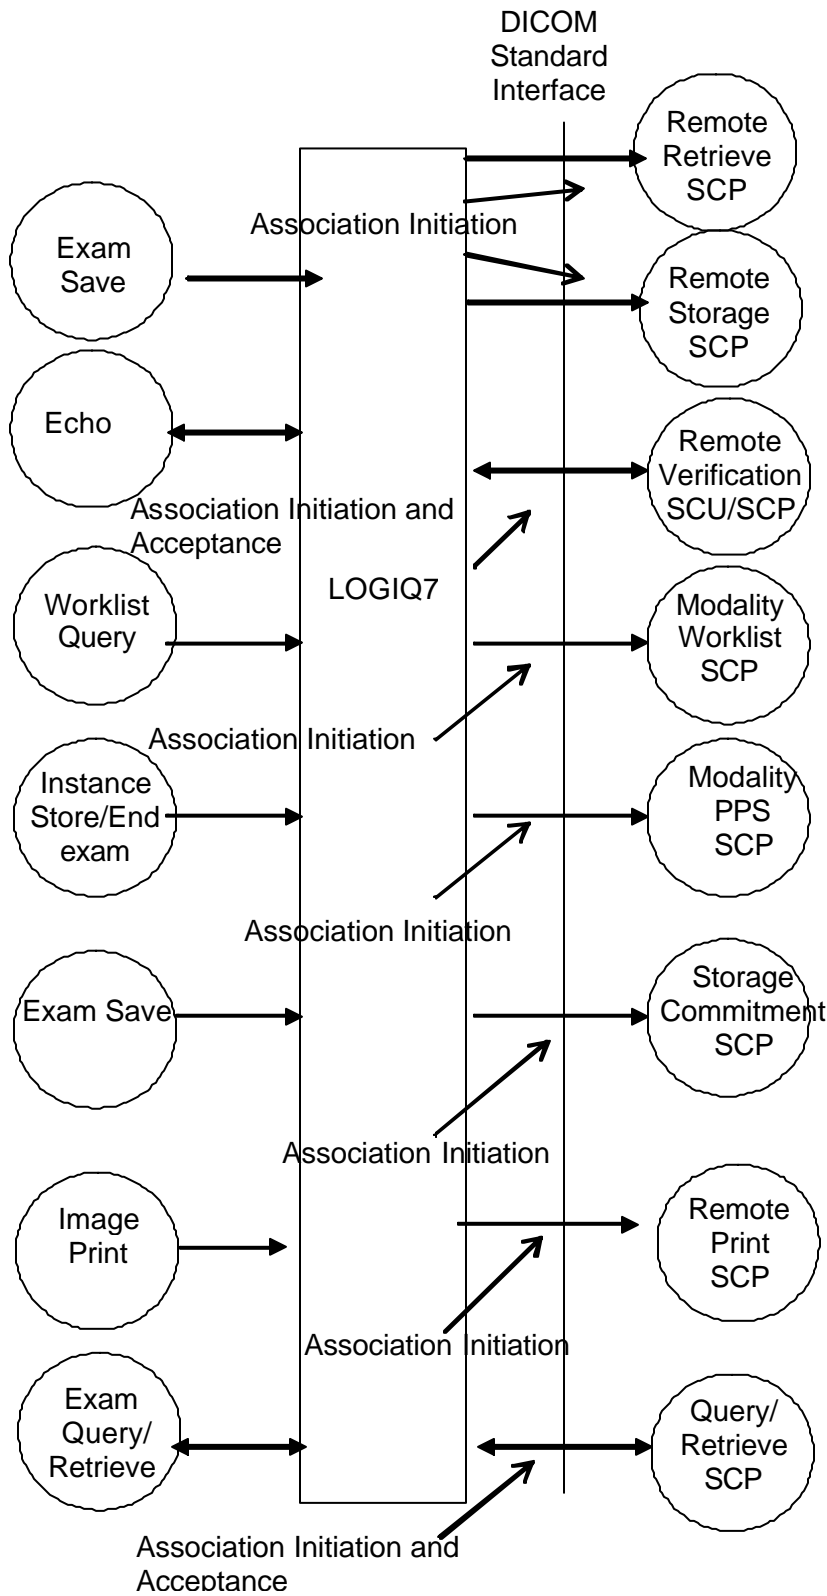 DICOM
Standard
Interface
Remote
Retrieve
SCP
Association Initiation
Exam
Save
Remote
Storage
SCP
Echo
Remote
Verification
SCU/SCP
Association Initiation and
Acceptance
LOGIQ7
Worklist
Query
Modality
Worklist
SCP
Association Initiation
Instance
Store/End
exam
Modality
PPS
SCP
Association Initiation
Exam Save
Storage
Commitment
SCP
Association Initiation
Image
Print
Remote
Print
SCP
Association Initiation
Exam
Query/
Retrieve
Query/
Retrieve
SCP
Association Initiation and
Acceptance